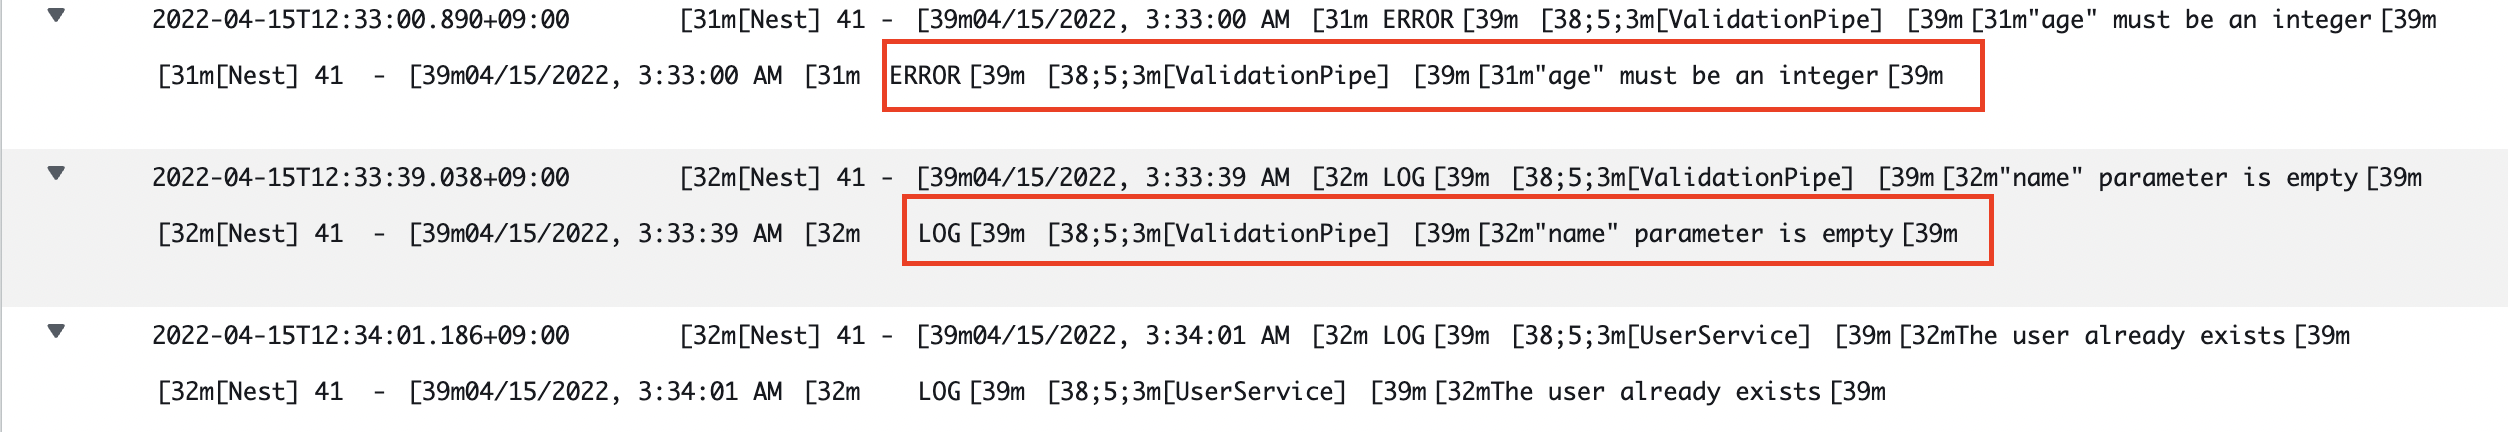 2022-04-15T12:33:00.890+09:00 [31m[Nest] 41 - [39m04/15/2022, 3:33:00 AM [31m ERROR[39m [38;5;3m[ValidationPipe] [39m[31m"age" must be an integer[39m
[31m[Nest] 41 - [39m04/15/2022, 3:33:00 AM [31m ERROR[39m [38;5;3m[ValidationPipe] [39m[31m"age" must be an integer[39m
2022-04-15T12:33:39.038+09:00 [32m[Nest] 41 - [39m04/15/2022, 3:33:39 AM [32m LOG[39m [38;5;3m[ValidationPipe] [39m[32m"name" parameter is empty[39m
[32m[Nest] 41 - [39m04/15/2022, 3:33:39 AM [32m LOG[39m [38;5;3m[ValidationPipe] [39m[32m"name" parameter is empty[39m
2022-04-15T12:34:01.186+09:00 [32m[Nest] 41 - [39m04/15/2022, 3:34:01 AM [32m LOG[39m [38;5;3m[UserService] [39m[32mThe user already exists[39m
[32m[Nest] 41 - [39m04/15/2022, 3:34:01 AM [32m LOG[39m [38;5;3m[UserService] [39m[32mThe user already exists[39m